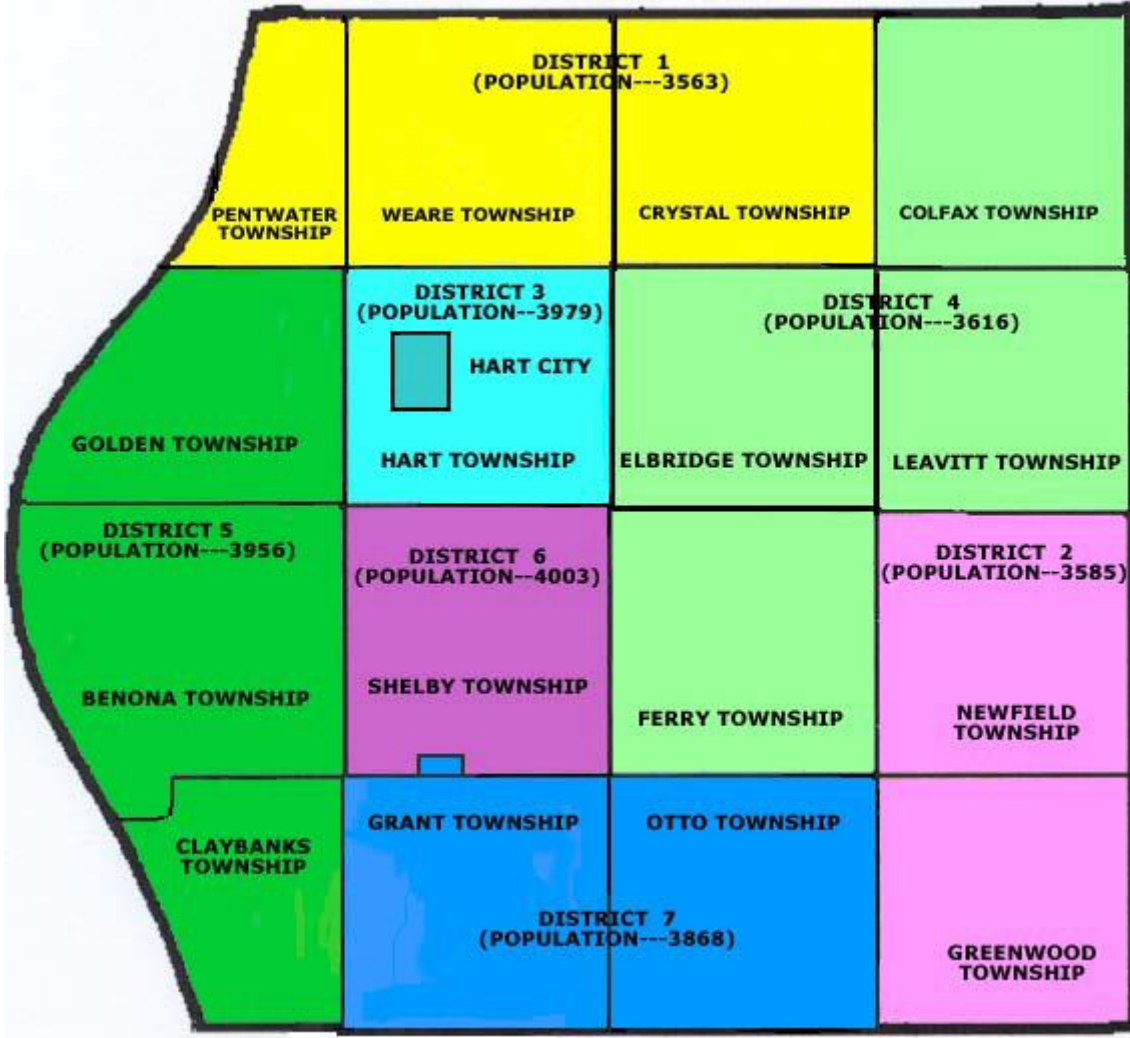 DISTRICT 1
(POPULATION---3563)
PENTWATER
TOWNSHIP
WEARE TOWNSHIP
CRYSTAL TOWNSHIP
COLFAX TOWNSHIP
DISTRICT 3
(POPULATION--3979)
HART CITY
DISTRICT 4
(POPULATION---3616)
GOLDEN TOWNSHIP
HART TOWNSHIP
ELBRIDGE TOWNSHIP
LEAVITT TOWNSHIP
DISTRICT 5
(POPULATION---3956)
DISTRICT 6
(POPULATION--4003)
DISTRICT 2
(POPULATION--3585)
BENONA TOWNSHIP
SHELBY TOWNSHIP
FERRY TOWNSHIP
NEWFIELD
TOWNSHIP
CLAYBANKS
TOWNSHIP
GRANT TOWNSHIP
OTTO TOWNSHIP
DISTRICT 7
(POPULATION---3868)
GREENWOOD
TOWNSHIP